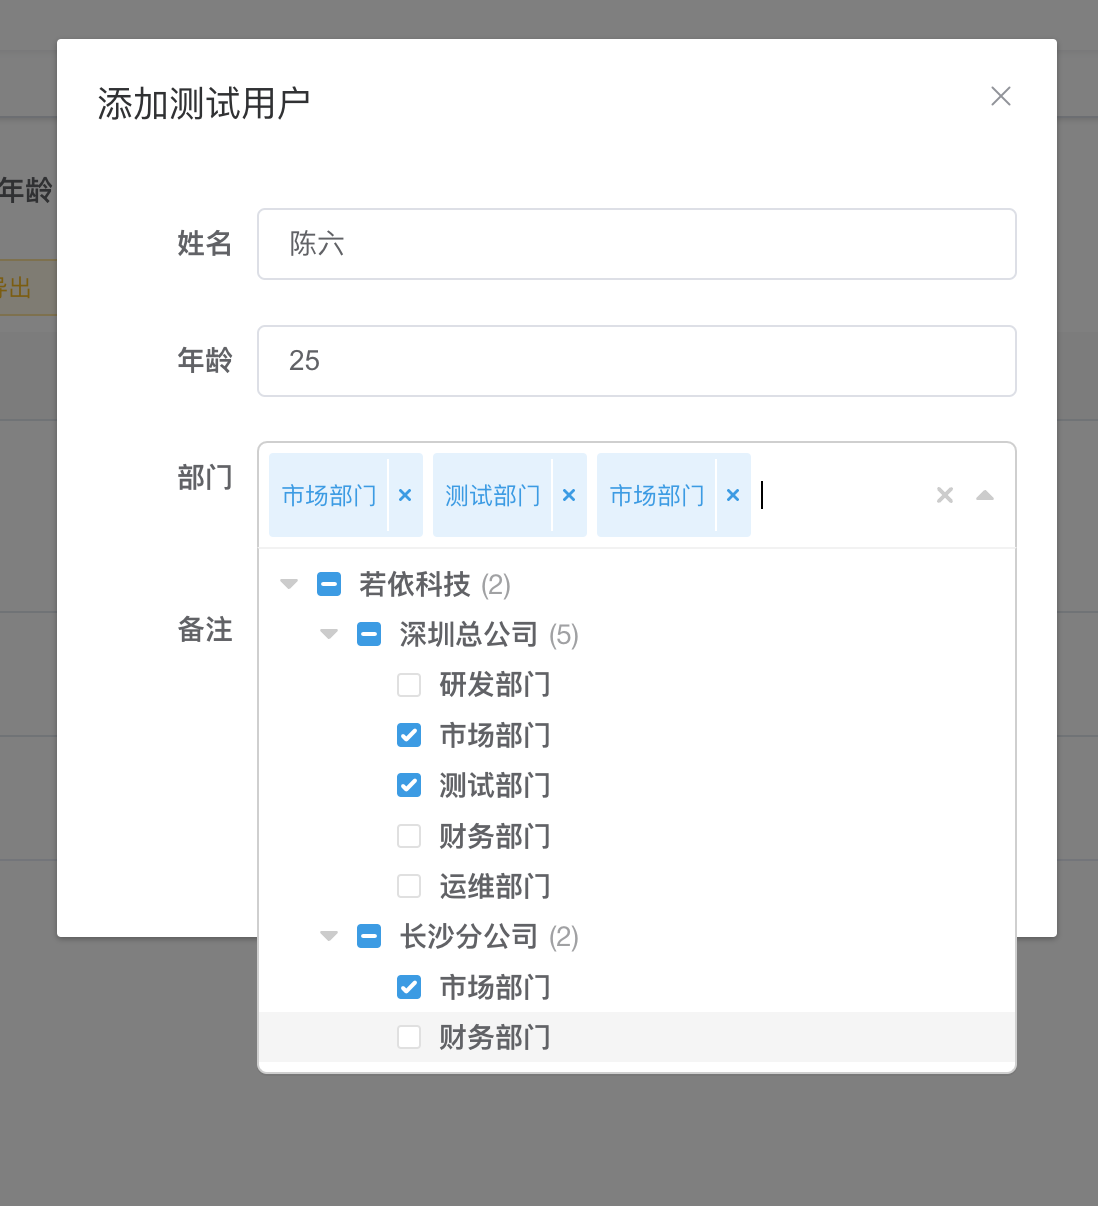 添加测试用户
年龄
姓名 陈六
导出
年龄 25
部门 市场部门 测试部门 市场部门
若依科技 (2)
备注
深圳总公司 (5)
研发部门
市场部门
测试部门
财务部门
运维部门
长沙分公司 (2)
市场部门
财务部门